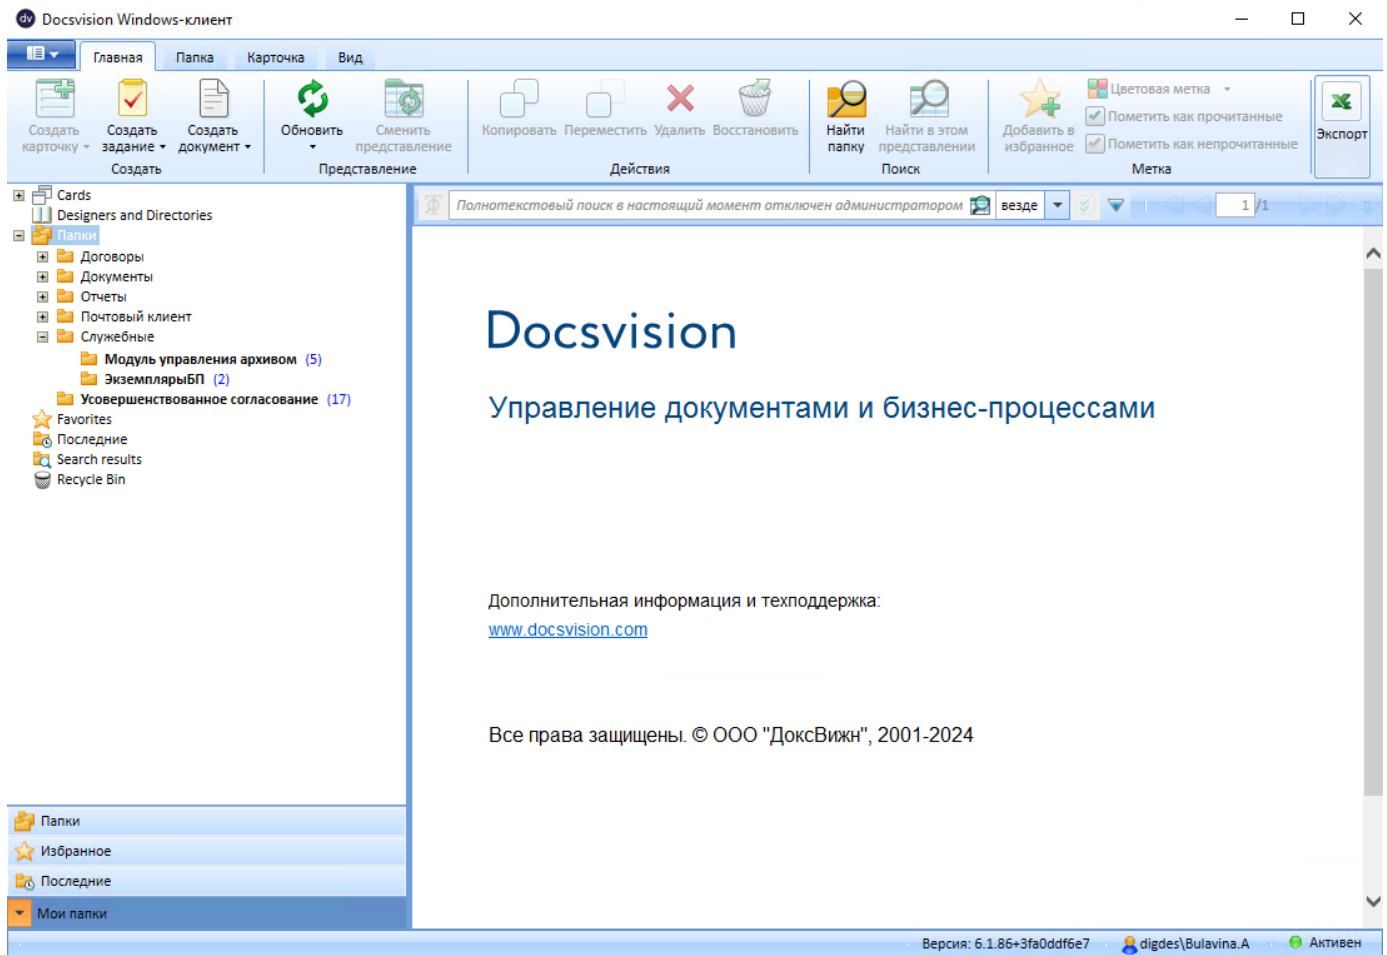 dv Docsvision Windows-клиент
Главная Папка Карточка Вид
Создать карточку
Создать задание
Создать документ
Создать
Обновить
Сменить представление
Представление
Копировать Переместить Удалить Восстановить
Действия
Найти папку
Найти в этом представлении
Поиск
Добавить в избранное
Цветовая метка
Пометить как прочитанные
Пометить как непрочитанные
Метка
Экспорт
Cards
Designers and Directories
Папки
Договоры
Документы
Отчеты
Почтовый клиент
Служебные
Модуль управления архивом (5)
ЭкземплярыБП (2)
Усовершенствованное согласование (17)
Favorites
Последние
Search results
Recycle Bin
Полнотекстовый поиск в настоящий момент отключен администратором везде 1 /1
Docsvision
Управление документами и бизнес-процессами
Дополнительная информация и техподдержка:
www.docsvision.com
Все права защищены. © ООО "ДоксВижн", 2001-2024
Папки
Избранное
Последние
Мои папки
Версия: 6.1.86+3fa0ddf6e7 digdes\Bulavina.A Активен